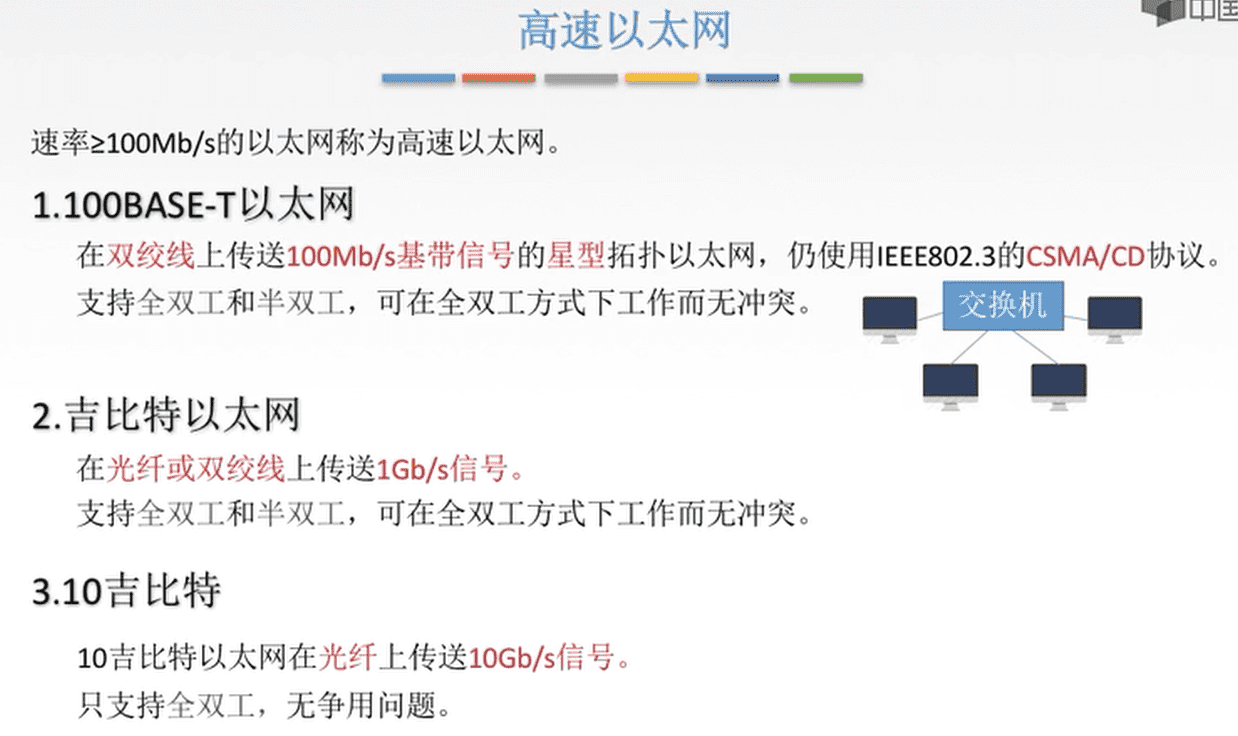 中国
高速以太网
速率≥100Mb/s的以太网称为高速以太网。
1.100BASE-T以太网
在双绞线上传送100Mb/s基带信号的星型拓扑以太网，仍使用IEEE802.3的CSMA/CD协议。
支持全双工和半双工，可在全双工方式下工作而无冲突。
交换机
2.吉比特以太网
在光纤或双绞线上传送1Gb/s信号。
支持全双工和半双工，可在全双工方式下工作而无冲突。
3.10吉比特
10吉比特以太网在光纤上传送10Gb/s信号。
只支持全双工，无争用问题。